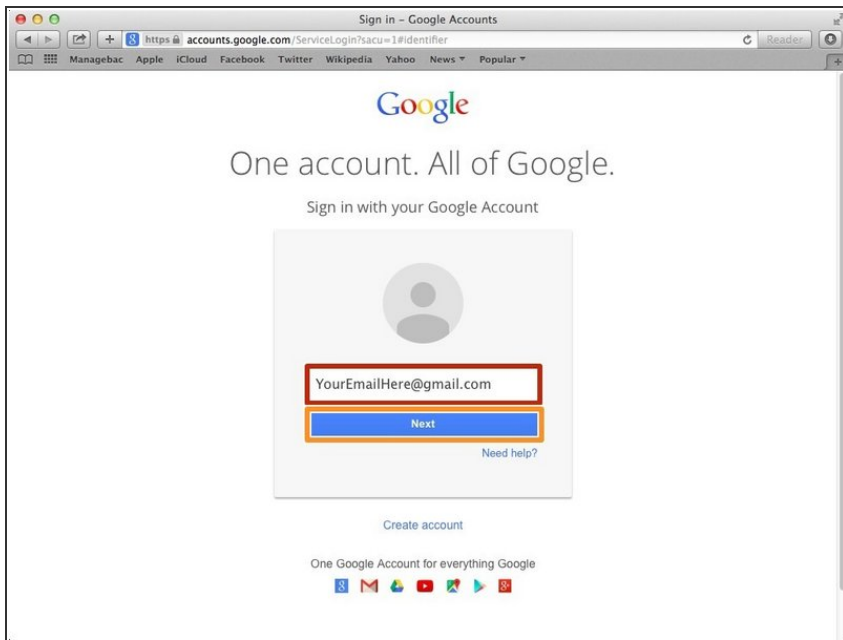 Sign in – Google Accounts
https accounts.google.com/ServiceLogin?sacu=1#identifier
Reader
Managebac Apple iCloud Facebook Twitter Wikipedia Yahoo News Popular
Google
One account. All of Google.
Sign in with your Google Account
YourEmailHere@gmail.com
Next
Need help?
Create account
One Google Account for everything Google